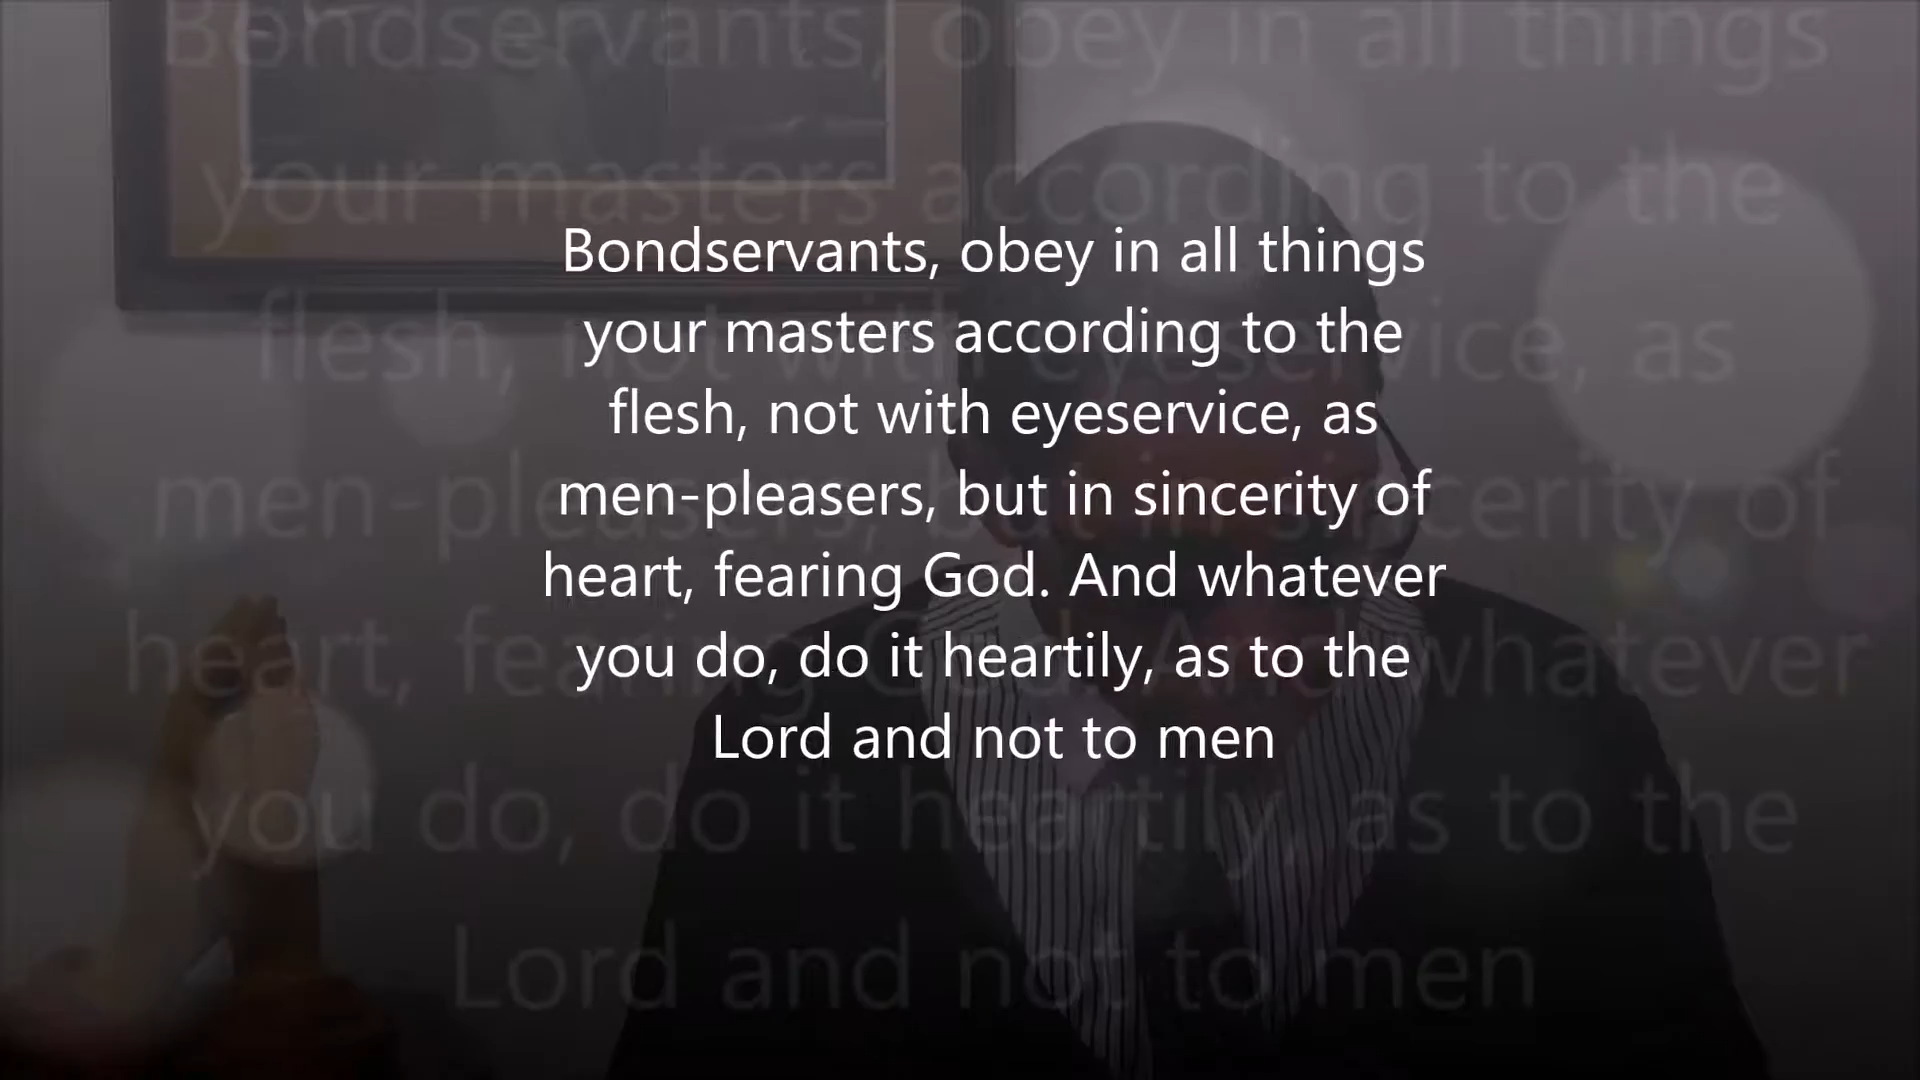 Bondservants, obey in all things
your masters according to the
flesh, not with eyeservice, as
men-pleasers, but in sincerity of
heart, fearing God. And whatever
you do, do it heartily, as to the
Lord and not to men